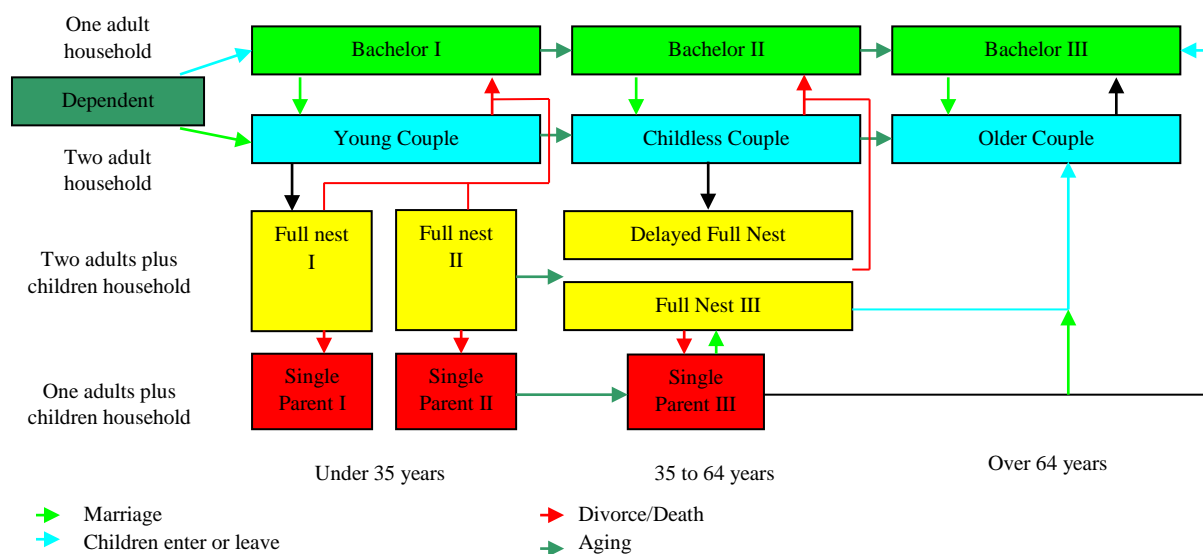 One adult
household
Bachelor I
Bachelor II
Bachelor III
Dependent
Two adult
household
Young Couple
Childless Couple
Older Couple
Two adults plus
children household
Full nest
I
Full nest
II
Delayed Full Nest
Full Nest III
One adults plus
children household
Single
Parent I
Single
Parent II
Single
Parent III
Under 35 years
35 to 64 years
Over 64 years
Marriage
Divorce/Death
Children enter or leave
Aging